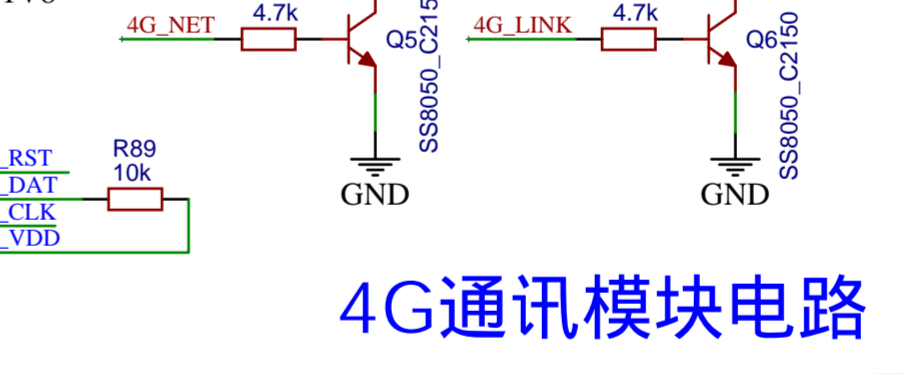 4G_NET
4.7k
Q5
4G_LINK
4.7k
Q6
SS8050_C2150
GND
GND
R89
10k
_RST
_DAT
_CLK
_VDD
4G通讯模块电路